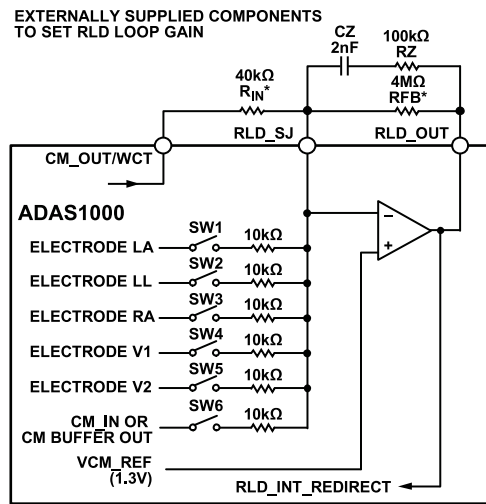 EXTERNALLY SUPPLIED COMPONENTS
TO SET RLD LOOP GAIN
CZ
2nF
100kΩ
RZ
40kΩ
RIN*
4MΩ
RFB*
CM_OUT/WCT
RLD_SJ
RLD_OUT
ADAS1000
ELECTRODE LA
SW1
10kΩ
ELECTRODE LL
SW2
10kΩ
ELECTRODE RA
SW3
10kΩ
ELECTRODE V1
SW4
10kΩ
ELECTRODE V2
SW5
10kΩ
CM_IN OR
CM BUFFER OUT
SW6
10kΩ
–
+
VCM_REF
(1.3V)
RLD_INT_REDIRECT